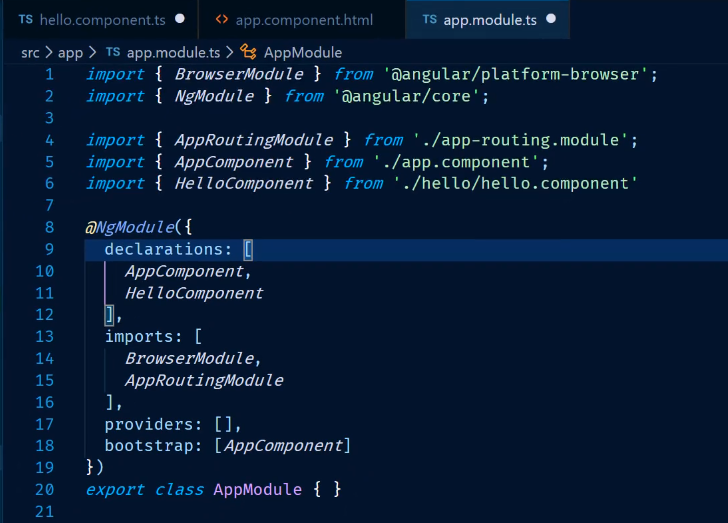 TS hello.component.ts
<> app.component.html
TS app.module.ts
src > app > TS app.module.ts > AppModule
1 import { BrowserModule } from '@angular/platform-browser';
2 import { NgModule } from '@angular/core';
3
4 import { AppRoutingModule } from './app-routing.module';
5 import { AppComponent } from './app.component';
6 import { HelloComponent } from './hello/hello.component'
7
8 @NgModule({
9   declarations: [
10     AppComponent,
11     HelloComponent
12   ],
13   imports: [
14     BrowserModule,
15     AppRoutingModule
16   ],
17   providers: [],
18   bootstrap: [AppComponent]
19 })
20 export class AppModule { }
21